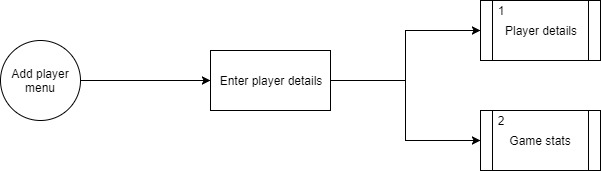 Add player
menu
Enter player details
1
Player details
2
Game stats